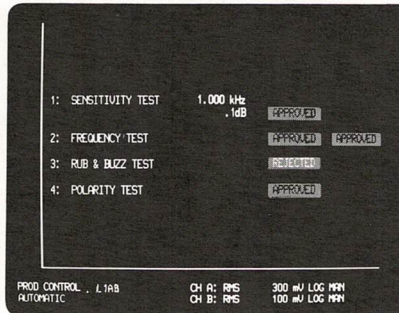 1: SENSITIVITY TEST 1.000 kHz
.1dB APPROVED
2: FREQUENCY TEST APPROVED APPROVED
3: RUB & BUZZ TEST REJECTED
4: POLARITY TEST APPROVED
PROD CONTROL . L1AB CH A: RMS 300 mV LOG MAN
AUTOMATIC CH B: RMS 100 mV LOG MAN